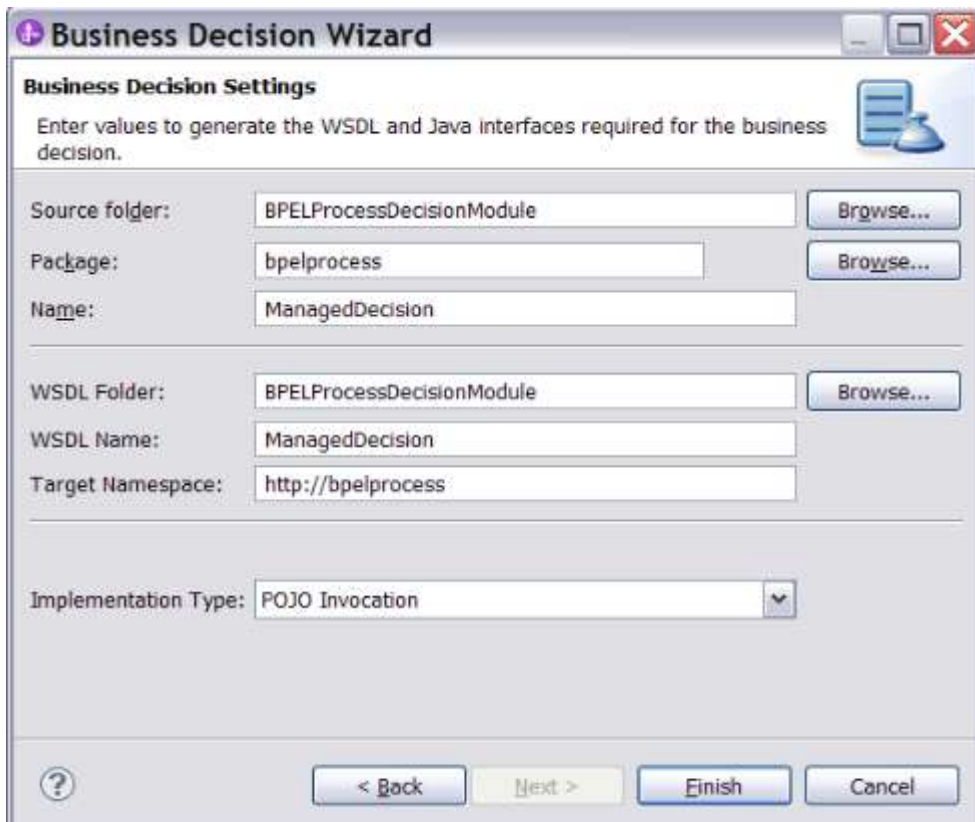 Business Decision Wizard
Business Decision Settings
Enter values to generate the WSDL and Java interfaces required for the business
decision.
Source folder: BPELProcessDecisionModule Browse...
Package: bpelprocess Browse...
Name: ManagedDecision
WSDL Folder: BPELProcessDecisionModule Browse...
WSDL Name: ManagedDecision
Target Namespace: http://bpelprocess
Implementation Type: POJO Invocation
? < Back Next > Finish Cancel